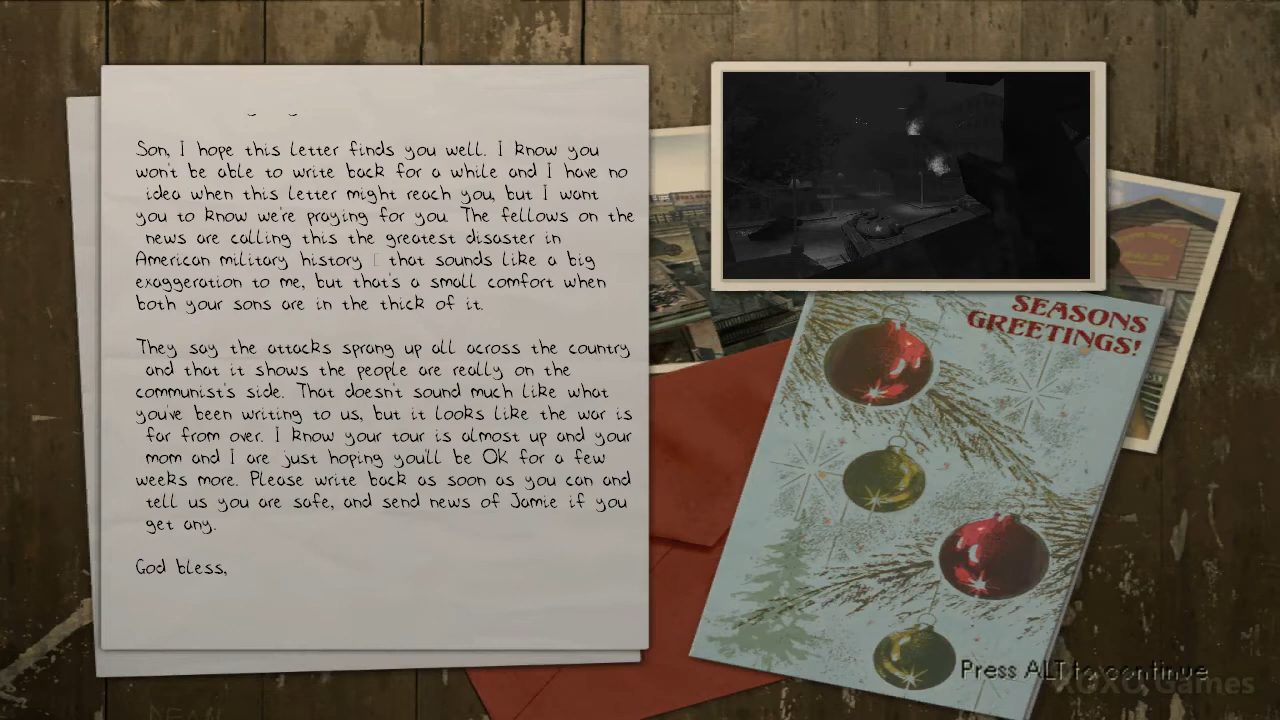 Son, I hope this letter finds you well. I know you
won't be able to write back for a while and I have no
idea when this letter might reach you, but I want
you to know we're praying for you. The fellows on the
news are calling this the greatest disaster in
American military history that sounds like a big
exaggeration to me, but that's a small comfort when
both your sons are in the thick of it.
They say the attacks sprang up all across the country
and that it shows the people are really on the
communist's side. That doesn't sound much like what
you've been writing to us, but it looks like the war is
far from over. I know your tour is almost up and your
mom and I are just hoping you'll be OK for a few
weeks more. Please write back as soon as you can and
tell us you are safe, and send news of Jamie if you
get any.
God bless,
SEASONS
GREETINGS!
Press ALT to continue
XOXO Games